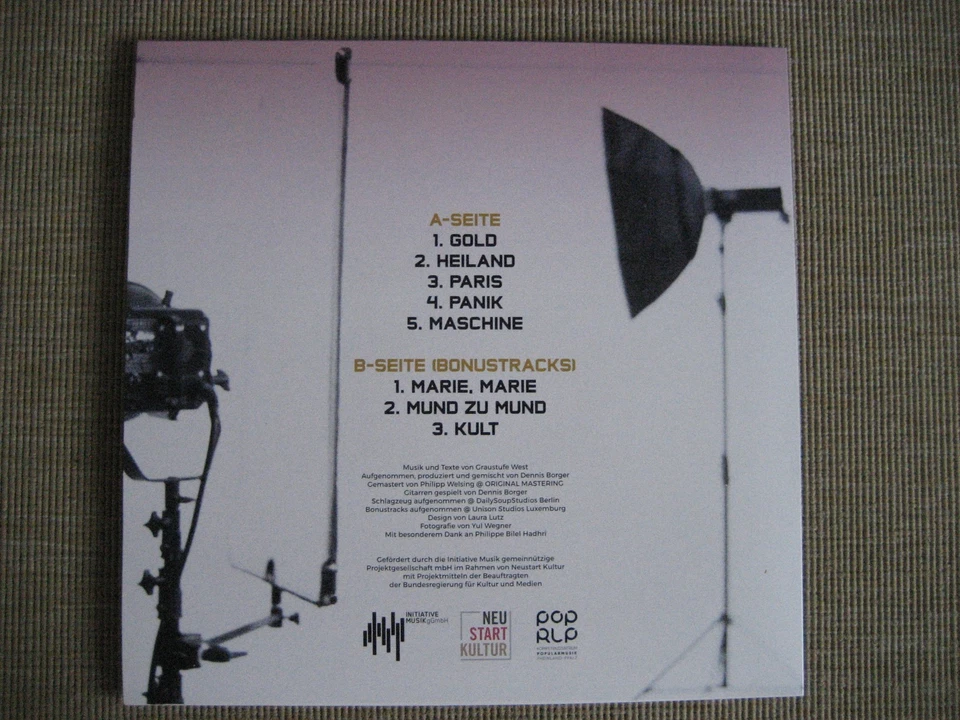 A-SEITE
1. GOLD
2. HEILAND
3. PARIS
4. PANIK
5. MASCHINE
B-SEITE (BONUSTRACKS)
1. MARIE, MARIE
2. MUND ZU MUND
3. KULT
Musik und Texte von Graustufe West
Aufgenommen, produziert und gemischt von Dennis Borger
Gemastert von Philipp Welsing @ ORIGINAL MASTERING
Gitarren gespielt von Dennis Borger
Schlagzeug aufgenommen @ DailySoupStudios Berlin
Bonustracks aufgenommen @ Unison Studios Luxemburg
Design von Laura Lutz
Fotografie von Yul Wegner
Mit besonderem Dank an Philippe Bilel Hadhri
Gefördert durch die Initiative Musik gemeinnützige
Projektgesellschaft mbH im Rahmen von Neustart Kultur
mit Projektmitteln der Beauftragten
der Bundesregierung für Kultur und Medien
INITIATIVE
MUSIK gGmbH
NEU
START
KULTUR
POP
RLP
KOMPETENZZENTRUM
POPULARMUSIK
RHEINLAND-PFALZ